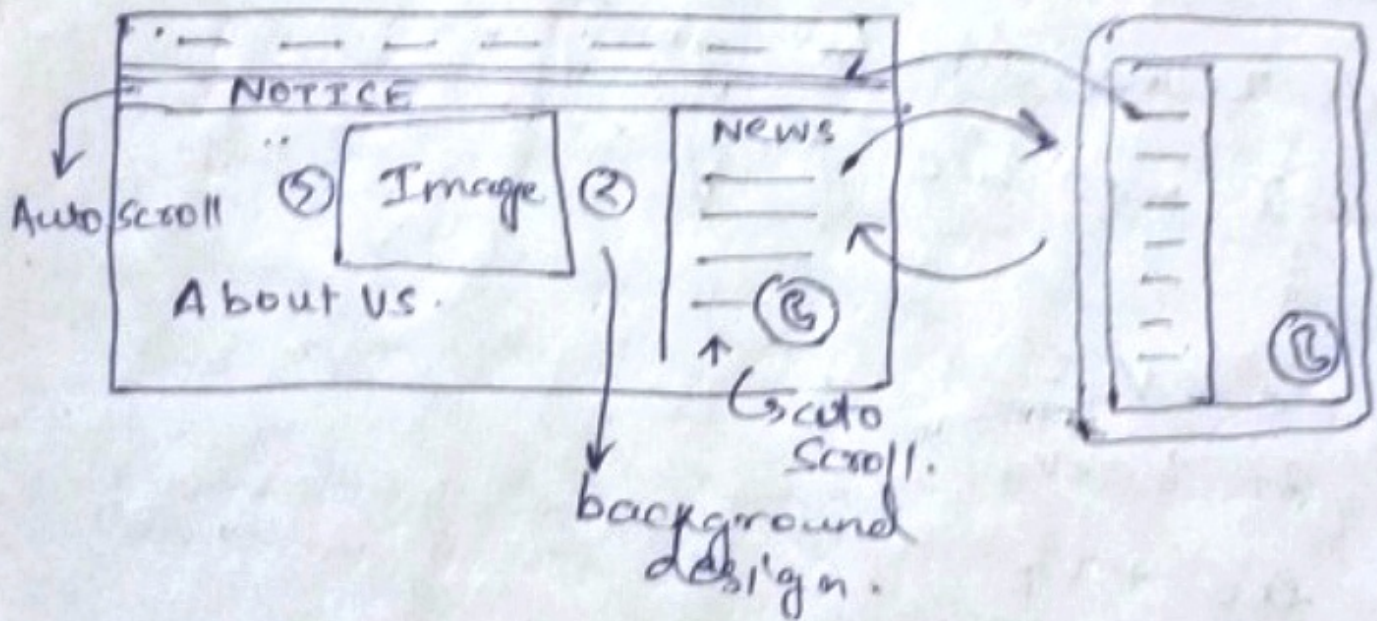 NOTICE
NEWS
Image
Auto scroll
About Us.
auto
scroll.
background
design.